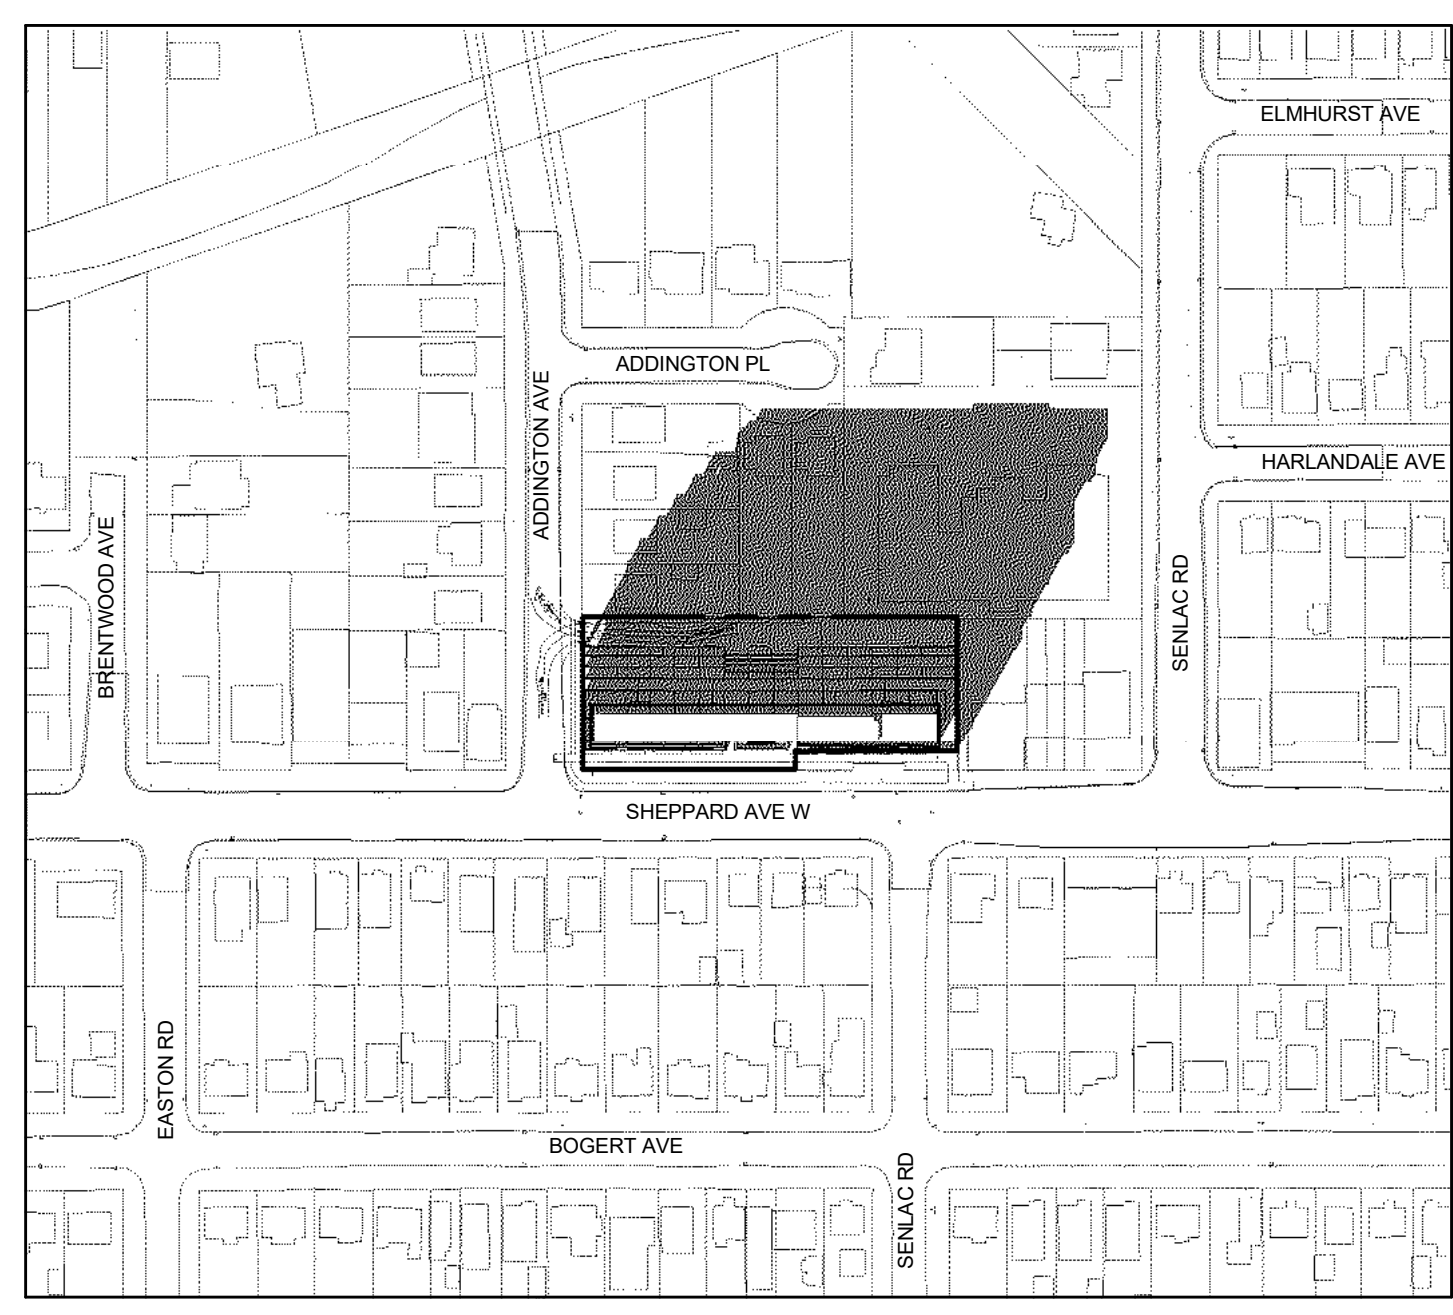 ELMHURST AVE
ADDINGTON PL
ADDINGTON AVE
HARLANDALE AVE
BRENTWOOD AVE
SENLAC RD
SHEPPARD AVE W
EASTON RD
BOGERT AVE
SENLAC RD